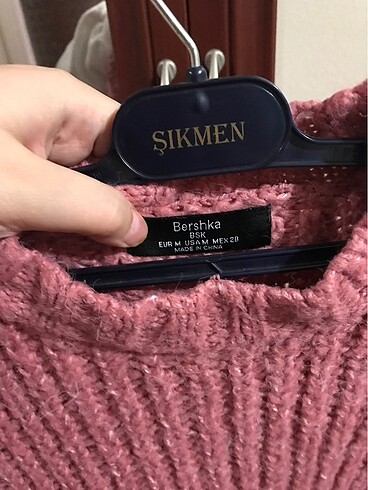 ŞIKMEN
Bershka
BSK
EUR M USA M MEX 28
MADE IN CHINA